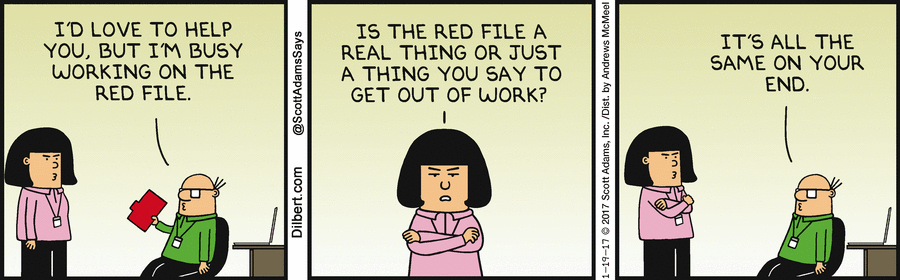 I'D LOVE TO HELP
YOU, BUT I'M BUSY
WORKING ON THE
RED FILE.
Dilbert.com @ScottAdamsSays
IS THE RED FILE A
REAL THING OR JUST
A THING YOU SAY TO
GET OUT OF WORK?
1-19-17 © 2017 Scott Adams, Inc. /Dist. by Andrews McMeel
IT'S ALL THE
SAME ON YOUR
END.